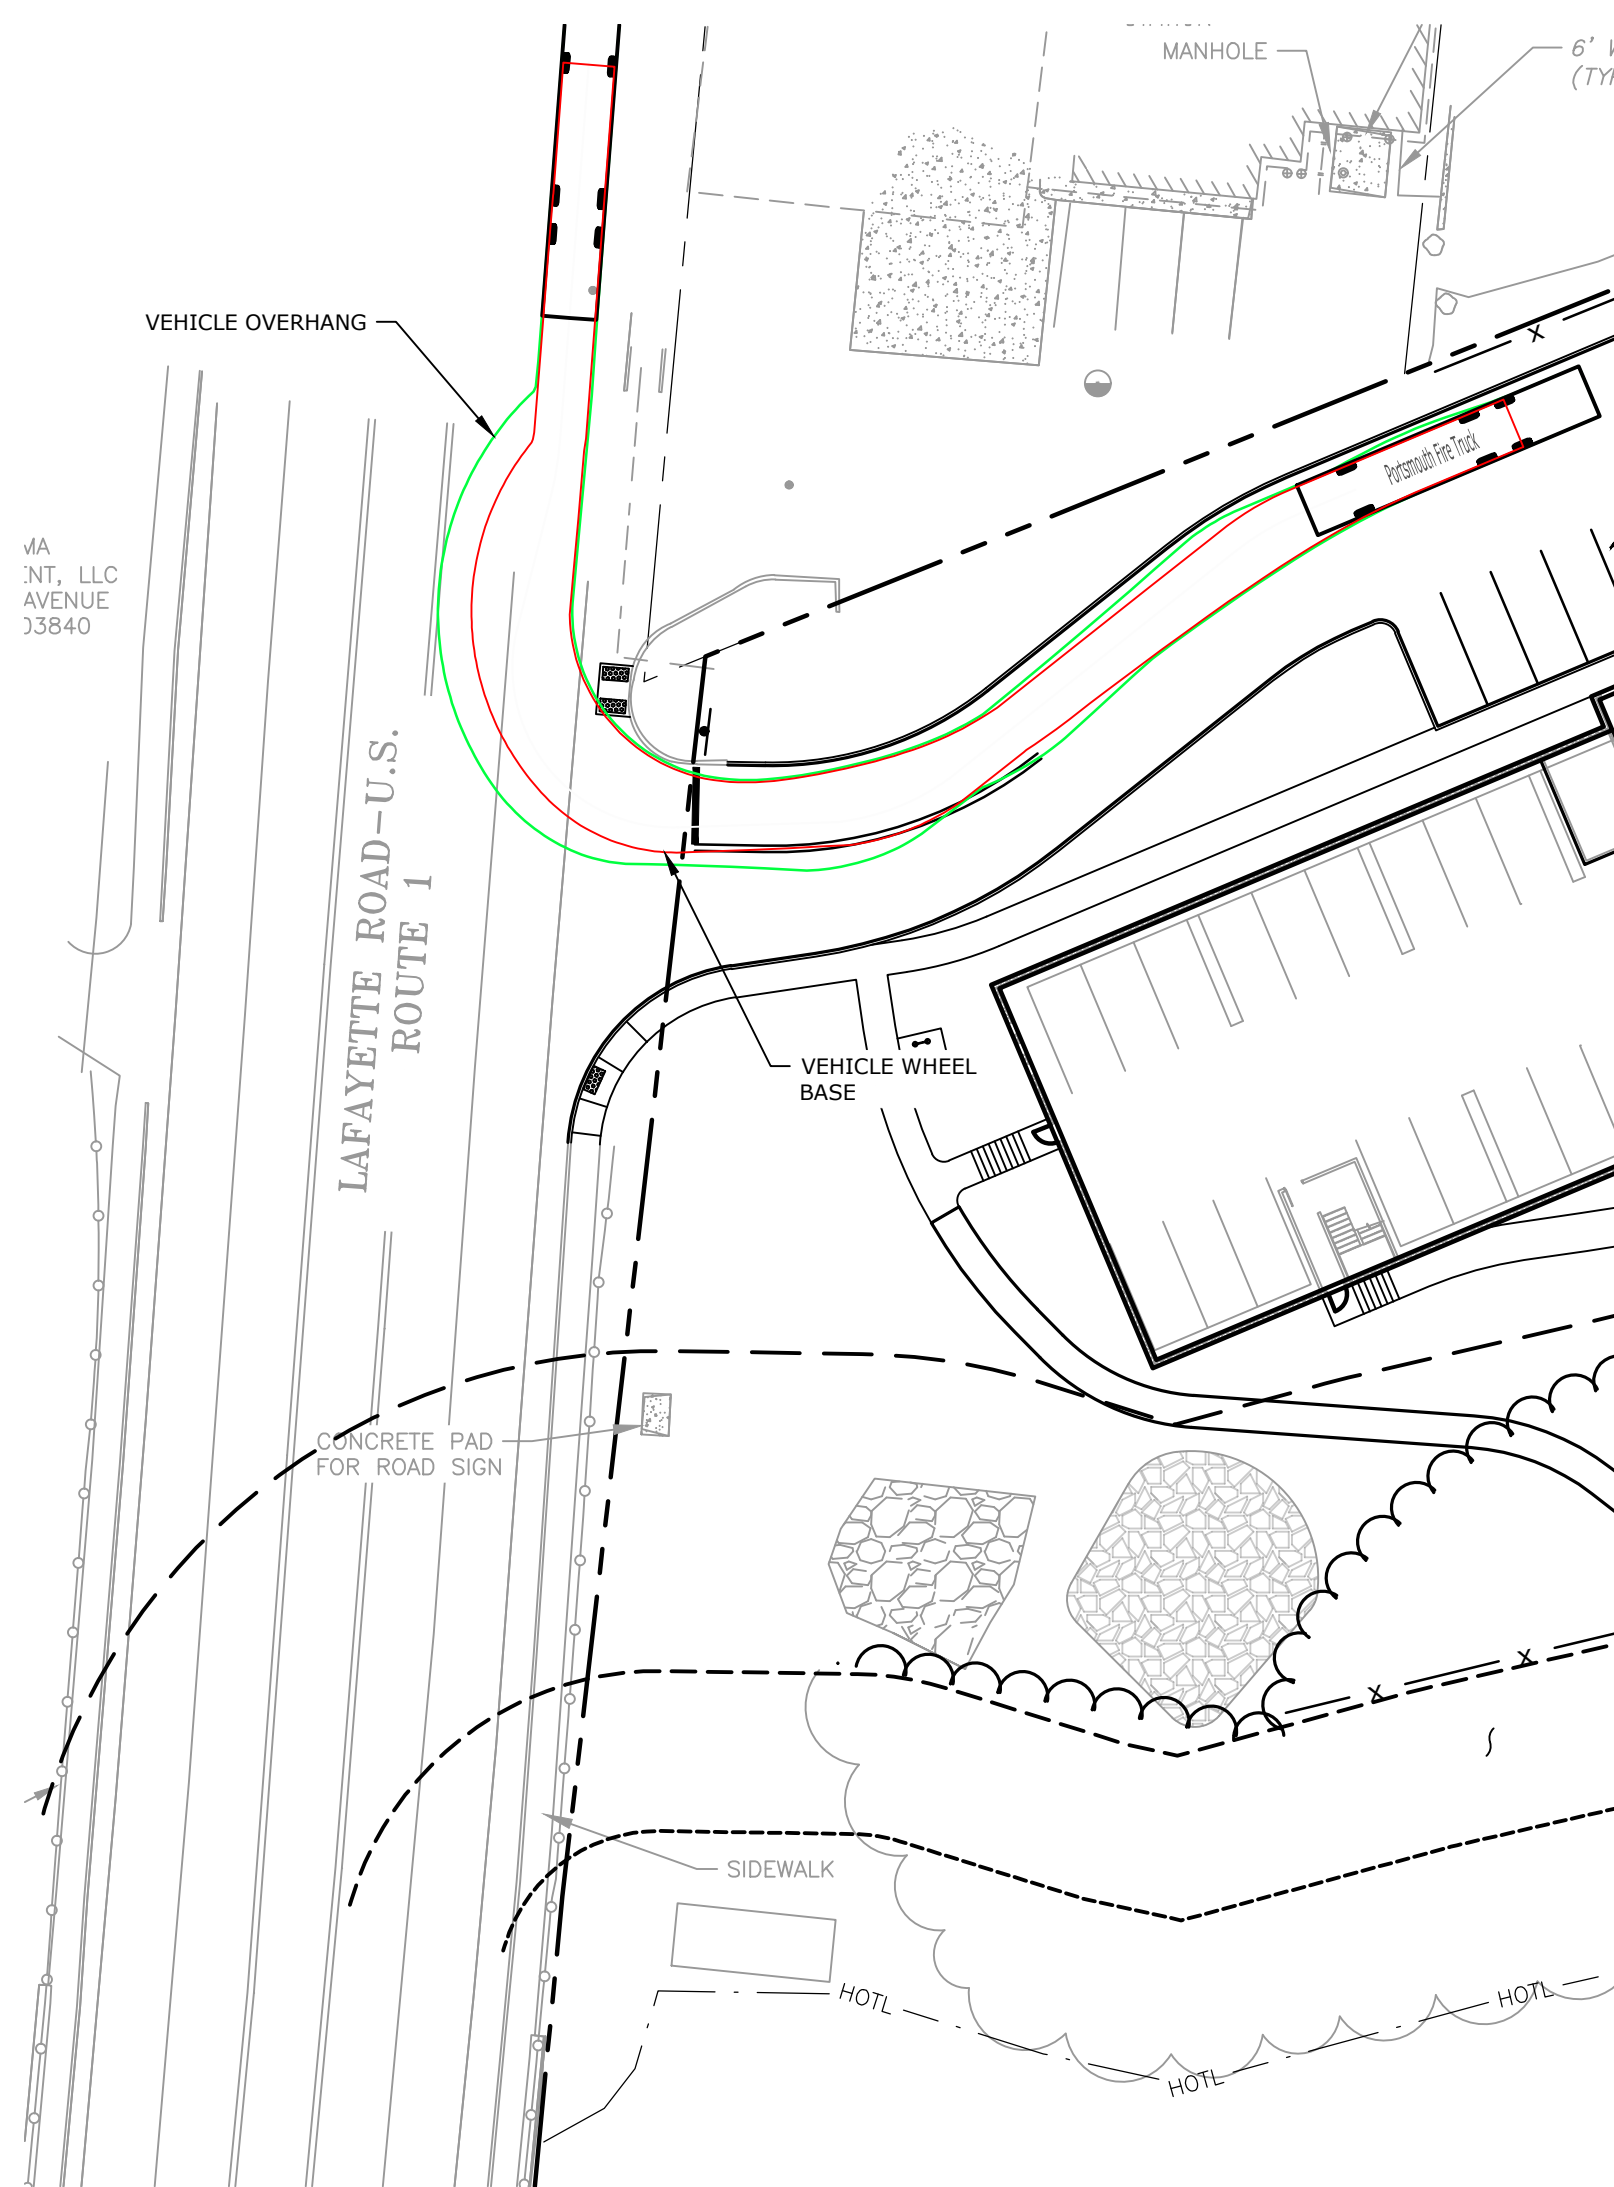 MANHOLE
6'
VEHICLE OVERHANG
Portsmouth Fire Truck
LLC
AVENUE
03840
LAFAYETTE ROAD-U.S.
ROUTE 1
VEHICLE WHEEL
BASE
CONCRETE PAD
FOR ROAD SIGN
SIDEWALK
HOTL
HOTL
HOTL
X
X
X